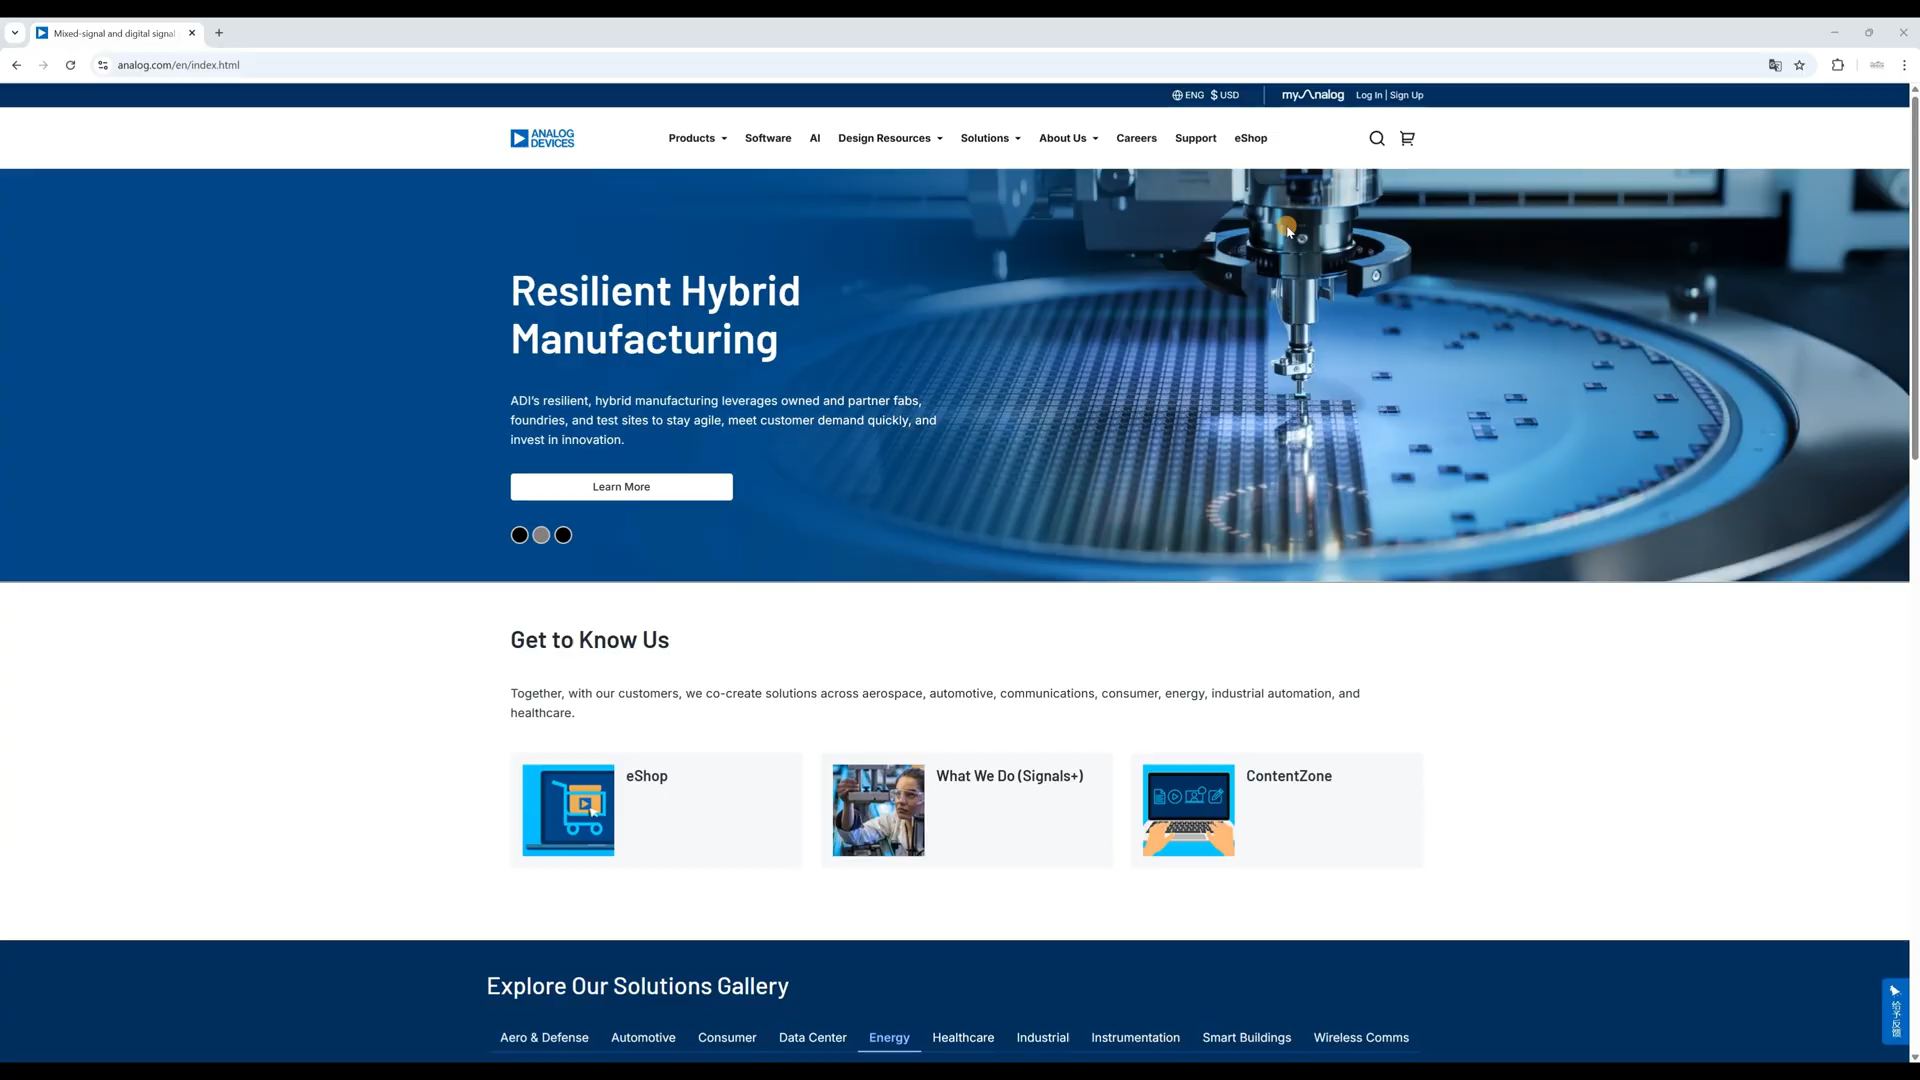 Mixed-signal and digital signal
analog.com/en/index.html
ENG $ USD
myAnalog Log In | Sign Up
ANALOG
DEVICES
Products Software AI Design Resources Solutions About Us Careers Support eShop
Resilient Hybrid
Manufacturing
ADI's resilient, hybrid manufacturing leverages owned and partner fabs,
foundries, and test sites to stay agile, meet customer demand quickly, and
invest in innovation.
Learn More
Get to Know Us
Together, with our customers, we co-create solutions across aerospace, automotive, communications, consumer, energy, industrial automation, and
healthcare.
eShop
What We Do (Signals+)
ContentZone
Explore Our Solutions Gallery
Aero & Defense Automotive Consumer Data Center Energy Healthcare Industrial Instrumentation Smart Buildings Wireless Comms
给予反馈